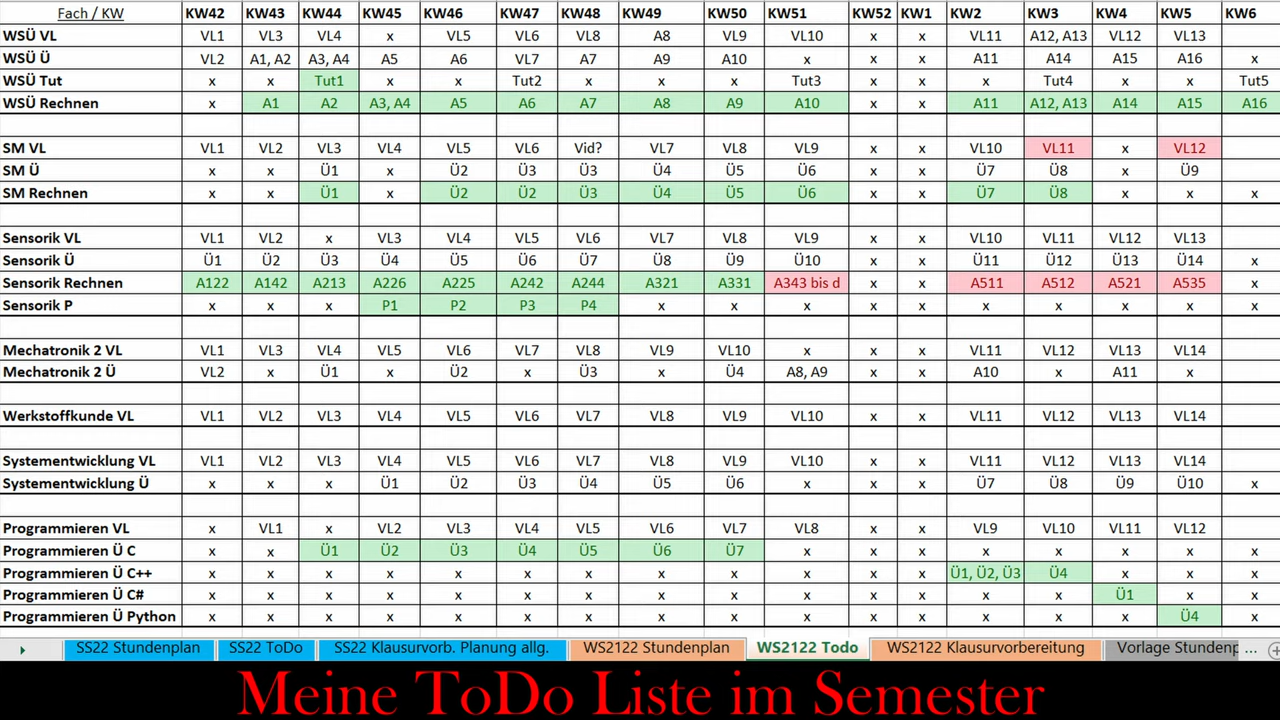 Fach / KW KW42 KW43 KW44 KW45 KW46 KW47 KW48 KW49 KW50 KW51 KW52 KW1 KW2 KW3 KW4 KW5 KW6
WSÜ VL VL1 VL3 VL4 x VL5 VL6 VL8 A8 VL9 VL10 x x VL11 A12, A13 VL12 VL13
WSÜ Ü VL2 A1, A2 A3, A4 A5 A6 VL7 A7 A9 A10 x x x A11 A14 A15 A16 x
WSÜ Tut x x Tut1 x x Tut2 x x x Tut3 x x x Tut4 x x Tut5
WSÜ Rechnen x A1 A2 A3, A4 A5 A6 A7 A8 A9 A10 x x A11 A12, A13 A14 A15 A16
SM VL VL1 VL2 VL3 VL4 VL5 VL6 Vid? VL7 VL8 VL9 x x VL10 VL11 x VL12
SM Ü x x Ü1 x Ü2 Ü3 Ü3 Ü4 Ü5 Ü6 x x Ü7 Ü8 x Ü9
SM Rechnen x x Ü1 x Ü2 Ü2 Ü3 Ü4 Ü5 Ü6 x x Ü7 Ü8 x x x
Sensorik VL VL1 VL2 x VL3 VL4 VL5 VL6 VL7 VL8 VL9 x x VL10 VL11 VL12 VL13
Sensorik Ü Ü1 Ü2 Ü3 Ü4 Ü5 Ü6 Ü7 Ü8 Ü9 Ü10 x x Ü11 Ü12 Ü13 Ü14 x
Sensorik Rechnen A122 A142 A213 A226 A225 A242 A244 A321 A331 A343 bis d x x A511 A512 A521 A535 x
Sensorik P x x x P1 P2 P3 P4 x x x x x x x x x x
Mechatronik 2 VL VL1 VL3 VL4 VL5 VL6 VL7 VL8 VL9 VL10 x x x VL11 VL12 VL13 VL14
Mechatronik 2 Ü VL2 x Ü1 x Ü2 x Ü3 x Ü4 A8, A9 x x A10 x A11 x x
Werkstoffkunde VL VL1 VL2 VL3 VL4 VL5 VL6 VL7 VL8 VL9 VL10 x x VL11 VL12 VL13 VL14
Systementwicklung VL VL1 VL2 VL3 VL4 VL5 VL6 VL7 VL8 VL9 VL10 x x VL11 VL12 VL13 VL14
Systementwicklung Ü x x x Ü1 Ü2 Ü3 Ü4 Ü5 Ü6 x x x Ü7 Ü8 Ü9 Ü10 x
Programmieren VL x VL1 x VL2 VL3 VL4 VL5 VL6 VL7 VL8 x x VL9 VL10 VL11 VL12
Programmieren Ü C x x Ü1 Ü2 Ü3 Ü4 Ü5 Ü6 Ü7 x x x x x x x x
Programmieren Ü C++ x x x x x x x x x x x x Ü1, Ü2, Ü3 Ü4 x x x
Programmieren Ü C# x x x x x x x x x x x x x x Ü1 x x
Programmieren Ü Python x x x x x x x x x x x x x x x Ü4 x
SS22 Stundenplan SS22 ToDo SS22 Klausurvorb. Planung allg. WS2122 Stundenplan WS2122 Todo WS2122 Klausurvorbereitung Vorlage Stundenp ...
Meine ToDo Liste im Semester